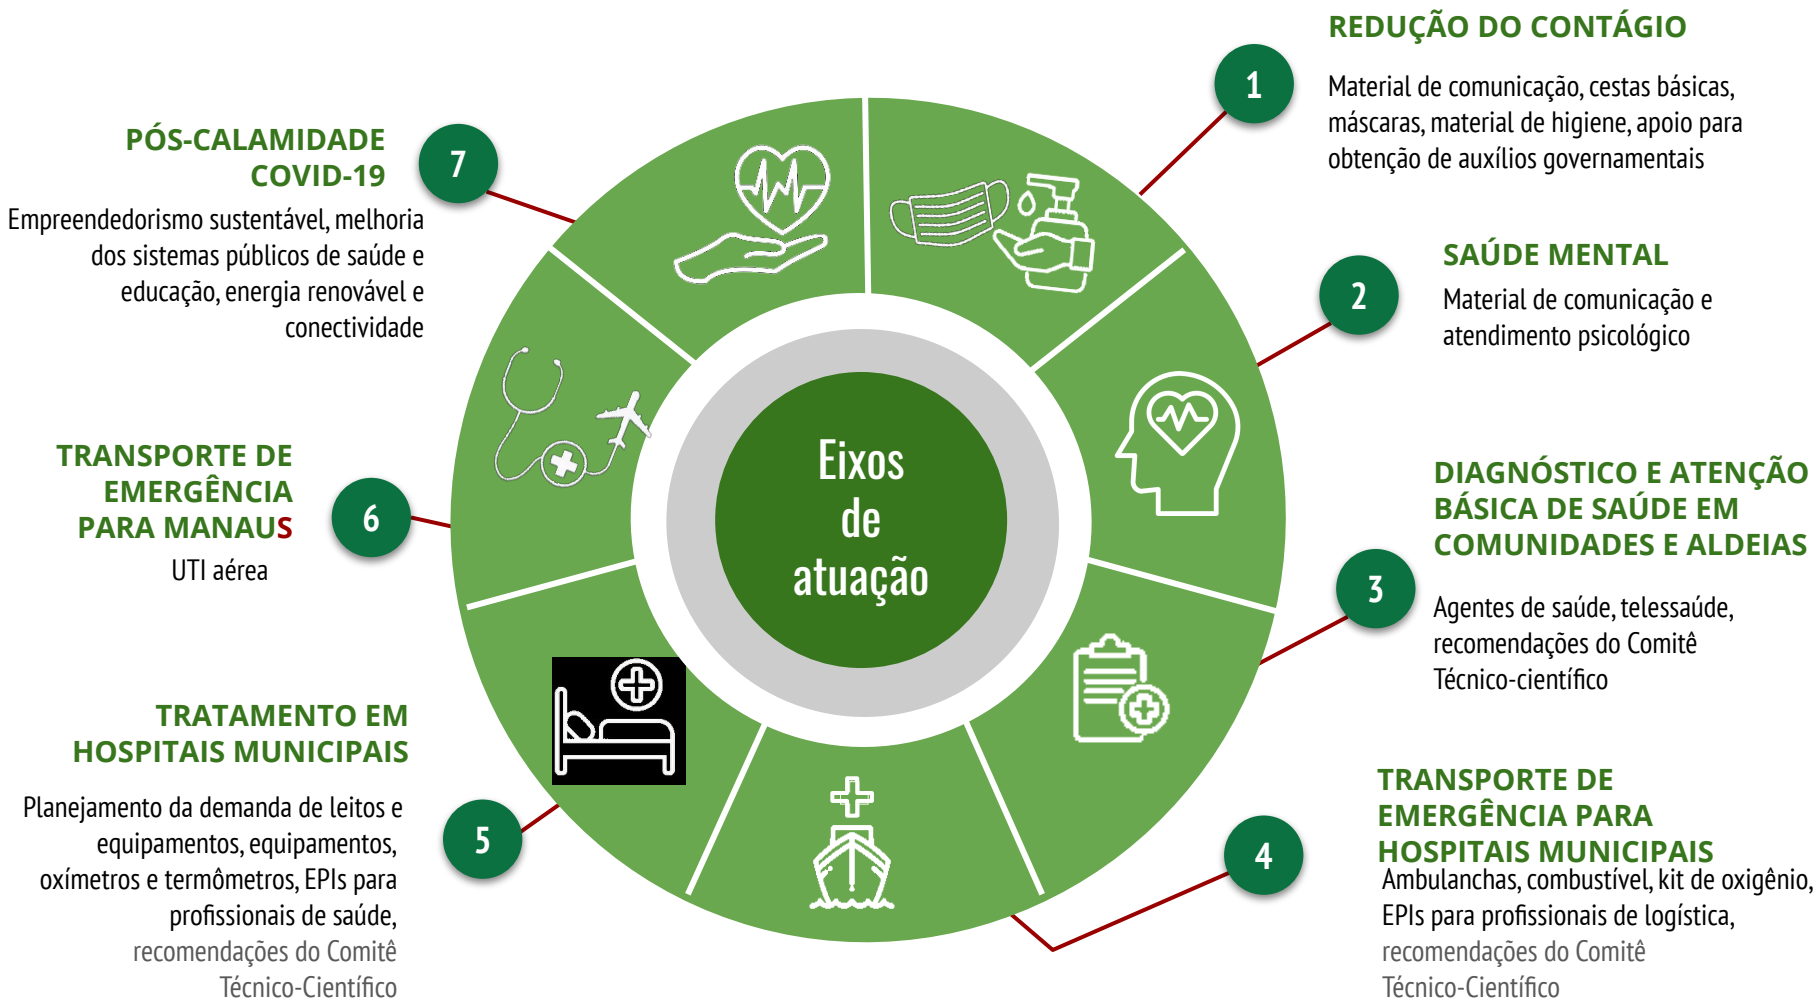 Eixos
de
atuação
1
REDUÇÃO DO CONTÁGIO
Material de comunicação, cestas básicas,
máscaras, material de higiene, apoio para
obtenção de auxílios governamentais
2
SAÚDE MENTAL
Material de comunicação e
atendimento psicológico
3
DIAGNÓSTICO E ATENÇÃO
BÁSICA DE SAÚDE EM
COMUNIDADES E ALDEIAS
Agentes de saúde, telessaúde,
recomendações do Comitê
Técnico-científico
4
TRANSPORTE DE
EMERGÊNCIA PARA
HOSPITAIS MUNICIPAIS
Ambulanchas, combustível, kit de oxigênio,
EPIs para profissionais de logística,
recomendações do Comitê
Técnico-Científico
5
TRATAMENTO EM
HOSPITAIS MUNICIPAIS
Planejamento da demanda de leitos e
equipamentos, equipamentos,
oxímetros e termômetros, EPIs para
profissionais de saúde,
recomendações do Comitê
Técnico-Científico
6
TRANSPORTE DE
EMERGÊNCIA
PARA MANAUS
UTI aérea
7
PÓS-CALAMIDADE
COVID-19
Empreendedorismo sustentável, melhoria
dos sistemas públicos de saúde e
educação, energia renovável e
conectividade